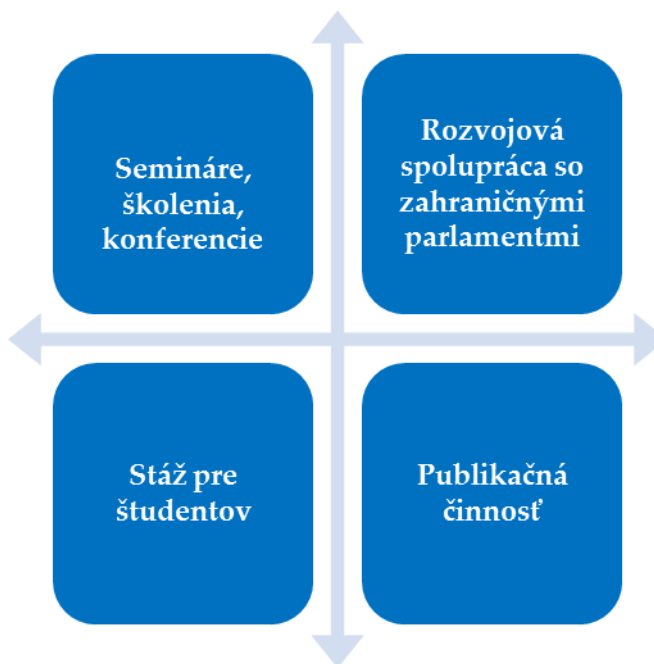 Semináre,
školenia,
konferencie
Rozvojová
spolupráca so
zahraničnými
parlamentmi
Stáž pre
študentov
Publikačná
činnosť